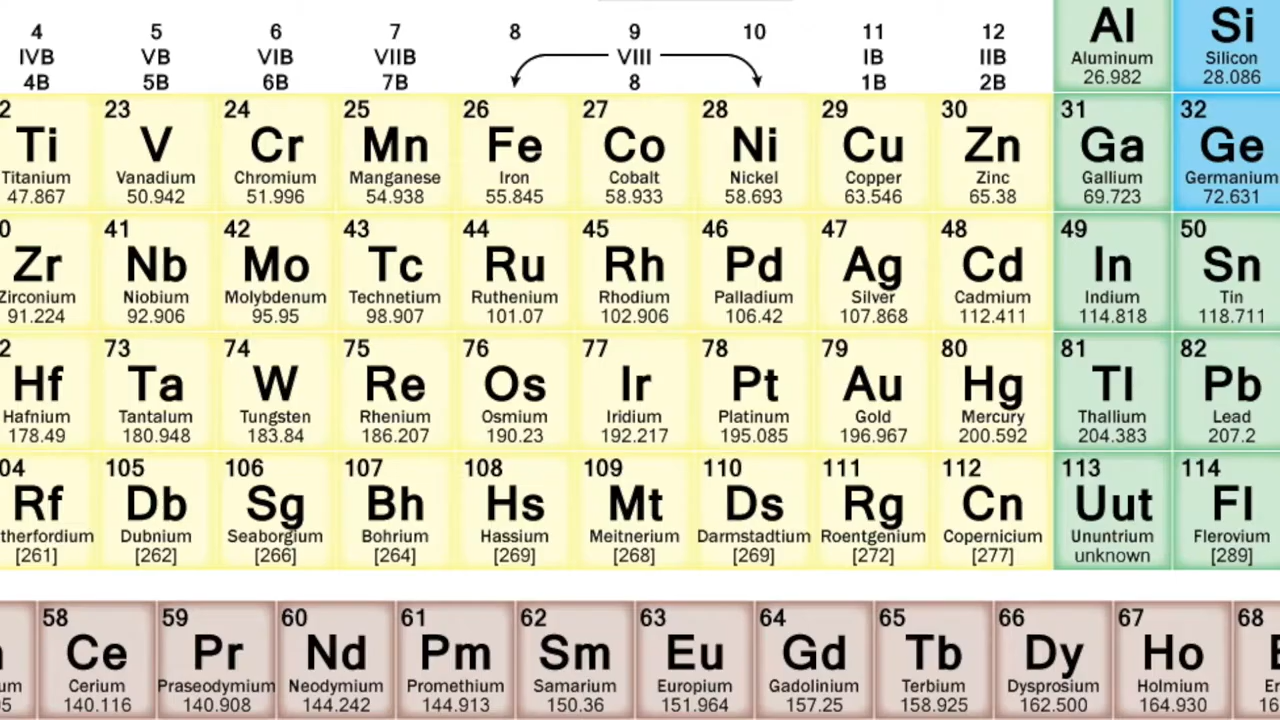 4 5 6 7 8 9 10 11 12 Al Si
IVB VB VIB VIIB VIII IB IIB Aluminum Silicon
4B 5B 6B 7B 8 1B 2B 26.982 28.086
2 23 24 25 26 27 28 29 30 31 32
Ti V Cr Mn Fe Co Ni Cu Zn Ga Ge
Titanium Vanadium Chromium Manganese Iron Cobalt Nickel Copper Zinc Gallium Germanium
47.867 50.942 51.996 54.938 55.845 58.933 58.693 63.546 65.38 69.723 72.631
0 41 42 43 44 45 46 47 48 49 50
Zr Nb Mo Tc Ru Rh Pd Ag Cd In Sn
Zirconium Niobium Molybdenum Technetium Ruthenium Rhodium Palladium Silver Cadmium Indium Tin
91.224 92.906 95.95 98.907 101.07 102.906 106.42 107.868 112.411 114.818 118.711
2 73 74 75 76 77 78 79 80 81 82
Hf Ta W Re Os Ir Pt Au Hg Tl Pb
Hafnium Tantalum Tungsten Rhenium Osmium Iridium Platinum Gold Mercury Thallium Lead
178.49 180.948 183.84 186.207 190.23 192.217 195.085 196.967 200.592 204.383 207.2
04 105 106 107 108 109 110 111 112 113 114
Rf Db Sg Bh Hs Mt Ds Rg Cn Uut Fl
therfordium Dubnium Seaborgium Bohrium Hassium Meitnerium Darmstadtium Roentgenium Copernicium Ununtrium Flerovium
[261] [262] [266] [264] [269] [268] [269] [272] [277] unknown [289]
58 59 60 61 62 63 64 65 66 67 68
Ce Pr Nd Pm Sm Eu Gd Tb Dy Ho E
um Cerium Praseodymium Neodymium Promethium Samarium Europium Gadolinium Terbium Dysprosium Holmium Er
5 140.116 140.908 144.242 144.913 150.36 151.964 157.25 158.925 162.500 164.930 16